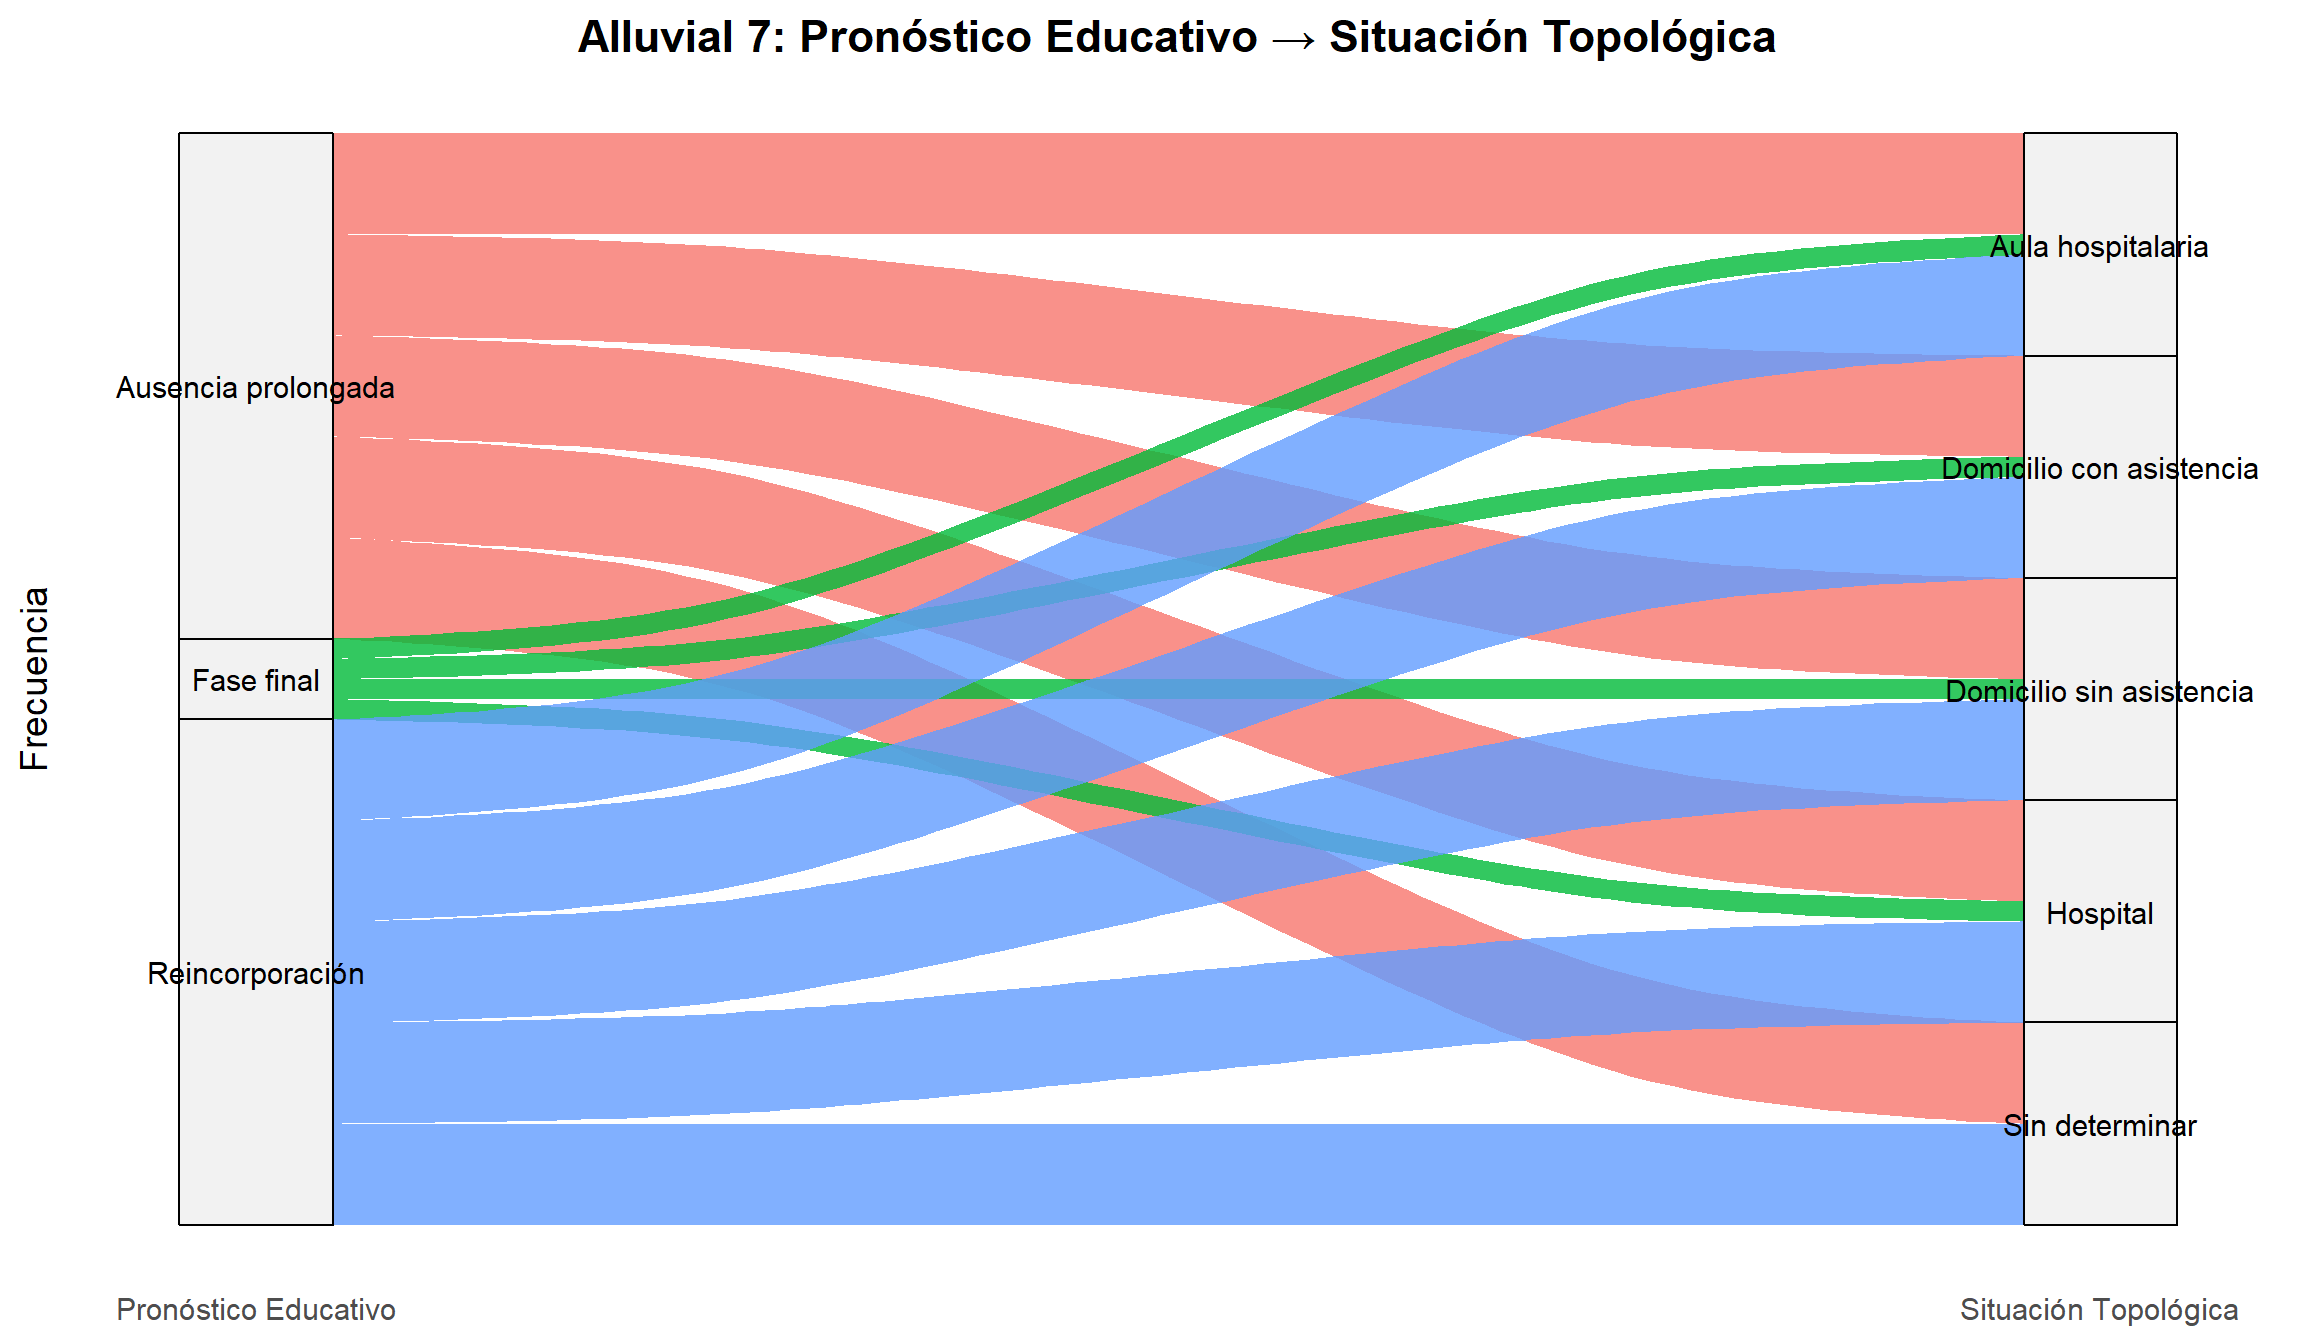 Alluvial 7: Pronóstico Educativo → Situación Topológica
Frecuencia
Ausencia prolongada
Fase final
Reincorporación
Aula hospitalaria
Domicilio con asistencia
Domicilio sin asistencia
Hospital
Sin determinar
Pronóstico Educativo
Situación Topológica